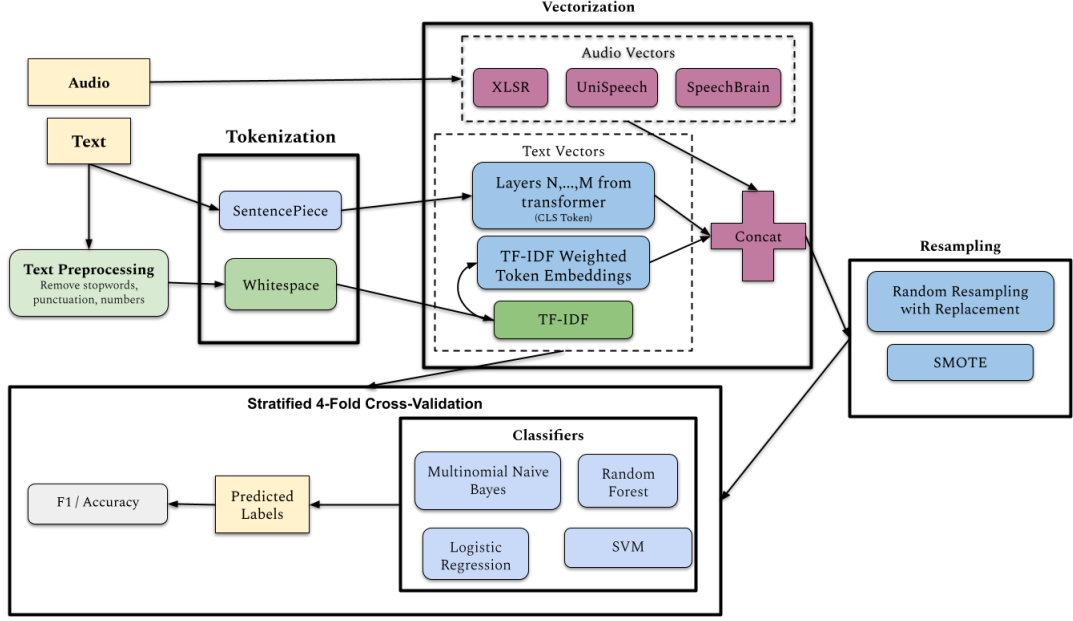 Vectorization
Audio
Audio Vectors
XLSR
UniSpeech
SpeechBrain
Text
Tokenization
SentencePiece
Text Preprocessing
Remove stopwords,
punctuation, numbers
Whitespace
Text Vectors
Layers N,...,M from
transformer
(CLS Token)
TF-IDF Weighted
Token Embeddings
TF-IDF
Concat
Resampling
Random Resampling
with Replacement
SMOTE
Stratified 4-Fold Cross-Validation
Classifiers
Multinomial Naive
Bayes
Random
Forest
Logistic
Regression
SVM
Predicted
Labels
F1 / Accuracy